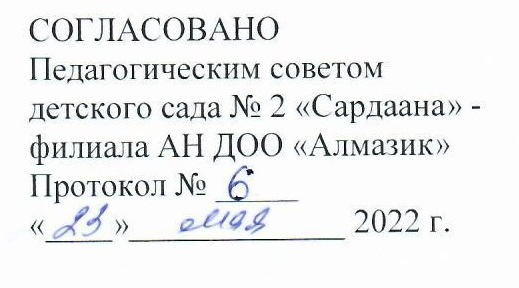 СОГЛАСОВАНО
Педагогическим советом
детского сада № 2 «Сардаана» -
филиала АН ДОО «Алмазик»
Протокол № 6
«23» мая 2022 г.